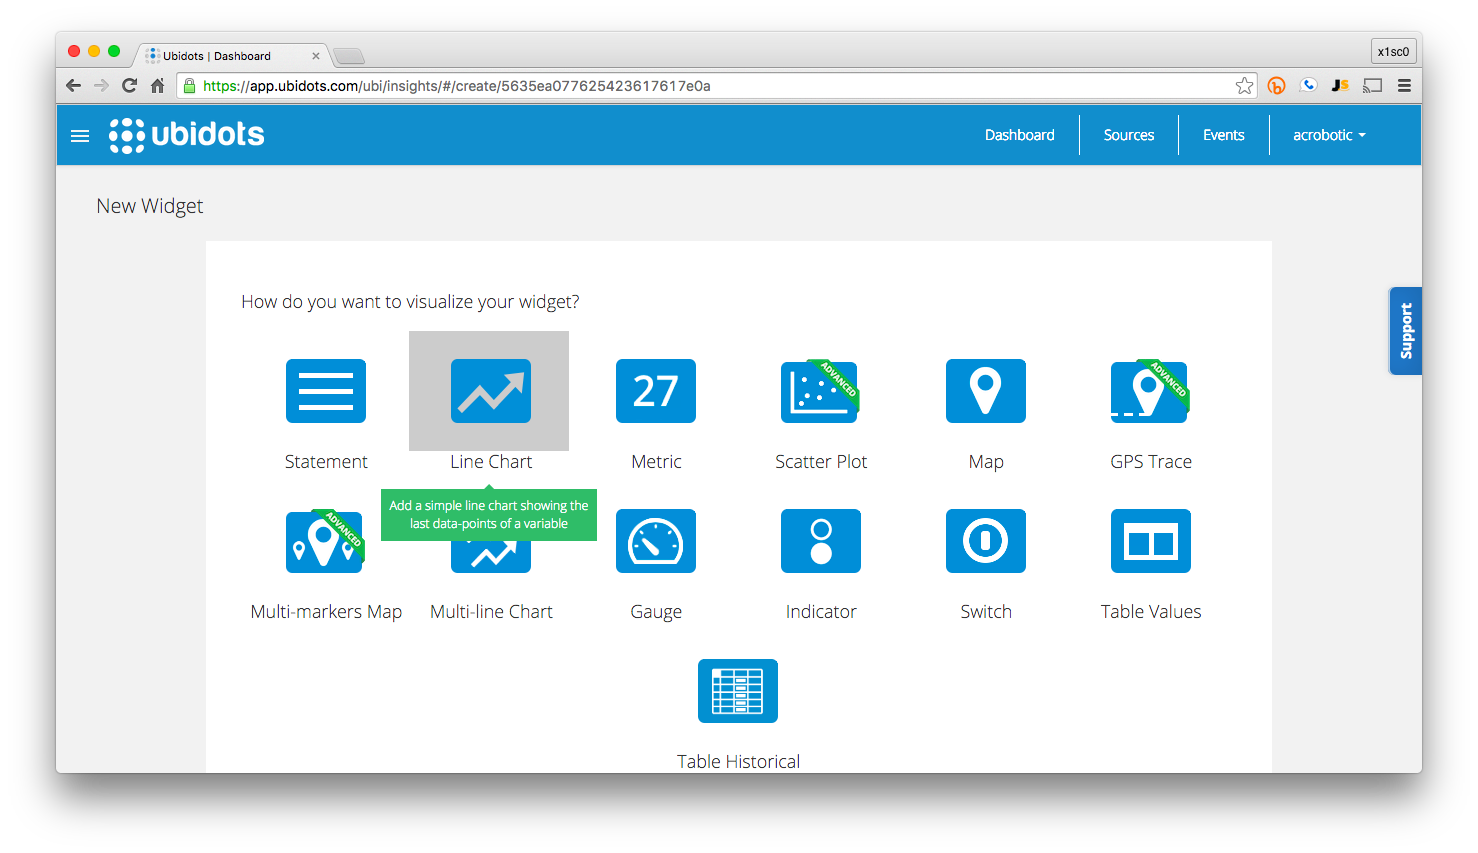 Ubidots | Dashboard
x1sc0
https://app.ubidots.com/ubi/insights/#/create/5635ea077625423617617e0a
JS
ubidots
Dashboard
Sources
Events
acrobotic
New Widget
Support
How do you want to visualize your widget?
27
ADVANCED
ADVANCED
Statement
Line Chart
Metric
Scatter Plot
Map
GPS Trace
Add a simple line chart showing the
last data-points of a variable
ADVANCED
Multi-markers Map
Multi-line Chart
Gauge
Indicator
Switch
Table Values
Table Historical